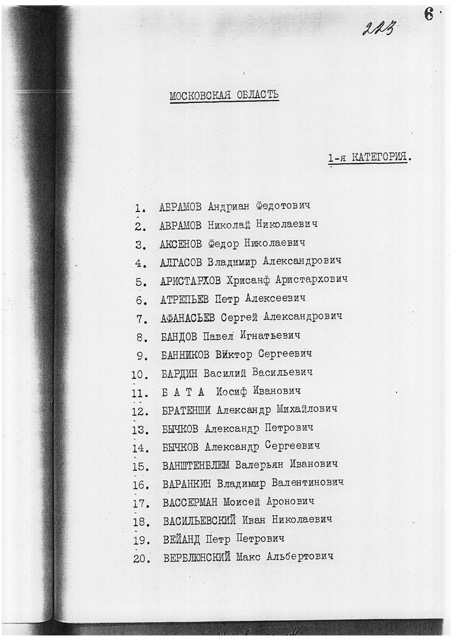 6
223
МОСКОВСКАЯ ОБЛАСТЬ
1-я КАТЕГОРИЯ.
1. АБРАМОВ Андриан Федотович
2. АВРАМОВ Николай Николаевич
3. АКСЕНОВ Федор Николаевич
4. АЛГАСОВ Владимир Александрович
5. АРИСТАРХОВ Хрисанф Аристархович
6. АТРЕПЬЕВ Петр Алексеевич
7. АФАНАСЬЕВ Сергей Александрович
8. БАНДОВ Павел Игнатьевич
9. БАННИКОВ Виктор Сергеевич
10. БАРДИН Василий Васильевич
11. Б А Т А Иосиф Иванович
12. БРАТЕНШИ Александр Михайлович
13. БЫЧКОВ Александр Петрович
14. БЫЧКОВ Александр Сергеевич
15. ВАНШТЕНБЛЕМ Валерьян Иванович
16. ВАРАНКИН Владимир Валентинович
17. ВАССЕРМАН Моисей Аронович
18. ВАСИЛЬЕВСКИЙ Иван Николаевич
19. ВЕЙАНД Петр Петрович
20. ВЕРБЛЮНСКИЙ Макс Альбертович